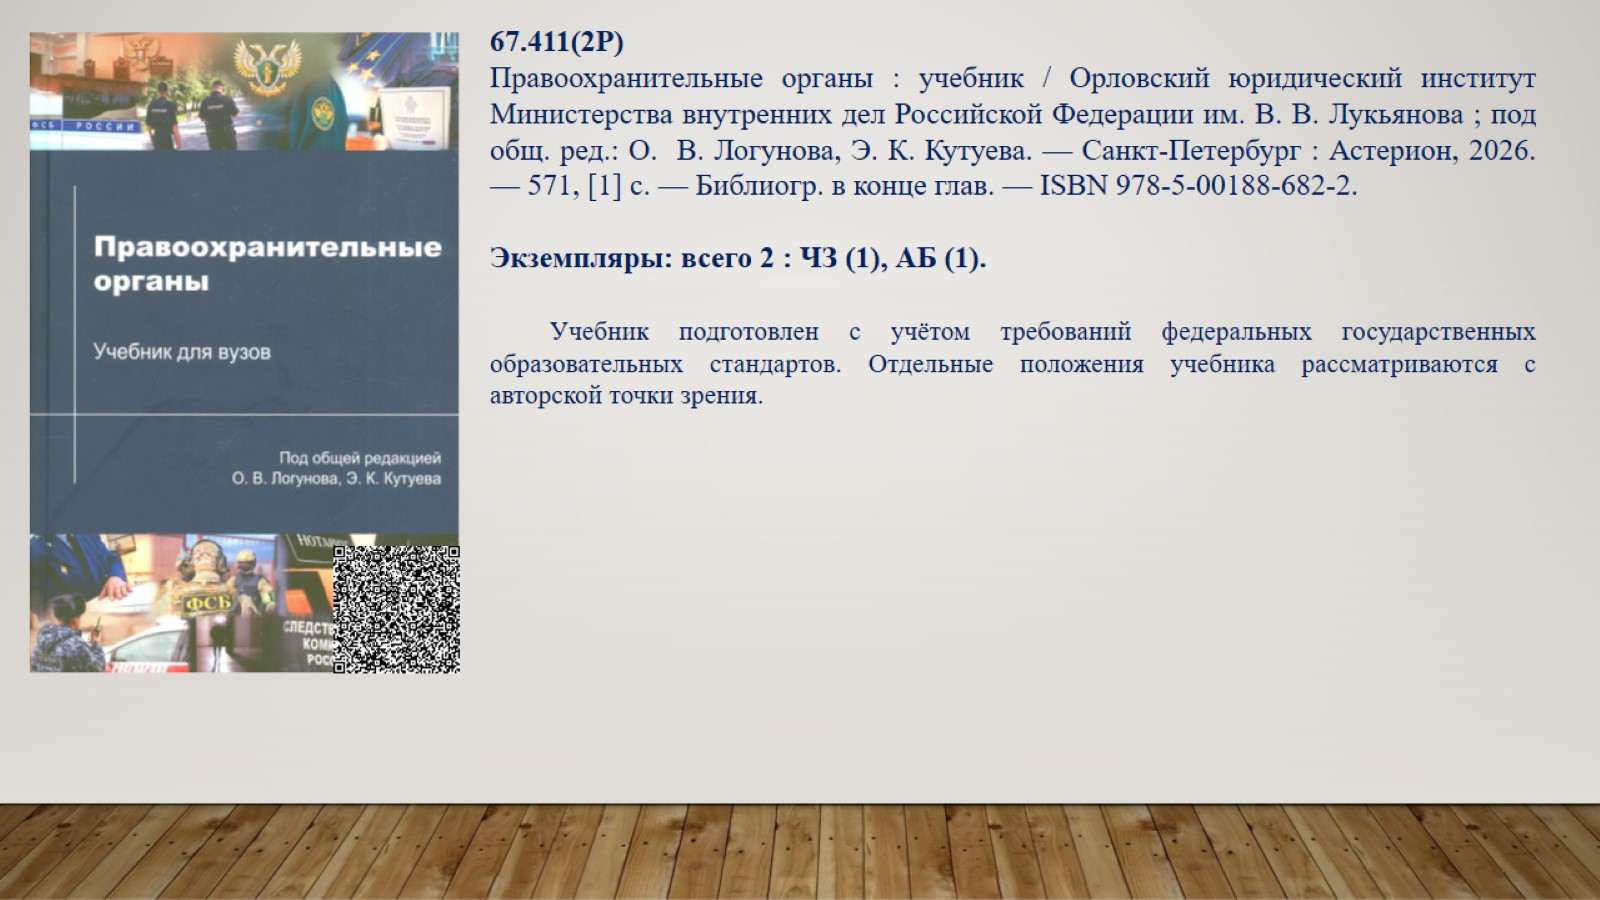 ФСБ РОССИИ
Правоохранительные
органы
Учебник для вузов
Под общей редакцией
О. В. Логунова, Э. К. Кутуева
ФСБ
67.411(2Р)
Правоохранительные органы : учебник / Орловский юридический институт
Министерства внутренних дел Российской Федерации им. В. В. Лукьянова ; под
общ. ред.: О. В. Логунова, Э. К. Кутуева. — Санкт-Петербург : Астерион, 2026.
— 571, [1] с. — Библиогр. в конце глав. — ISBN 978-5-00188-682-2.
Экземпляры: всего 2 : ЧЗ (1), АБ (1).
Учебник подготовлен с учётом требований федеральных государственных
образовательных стандартов. Отдельные положения учебника рассматриваются с
авторской точки зрения.